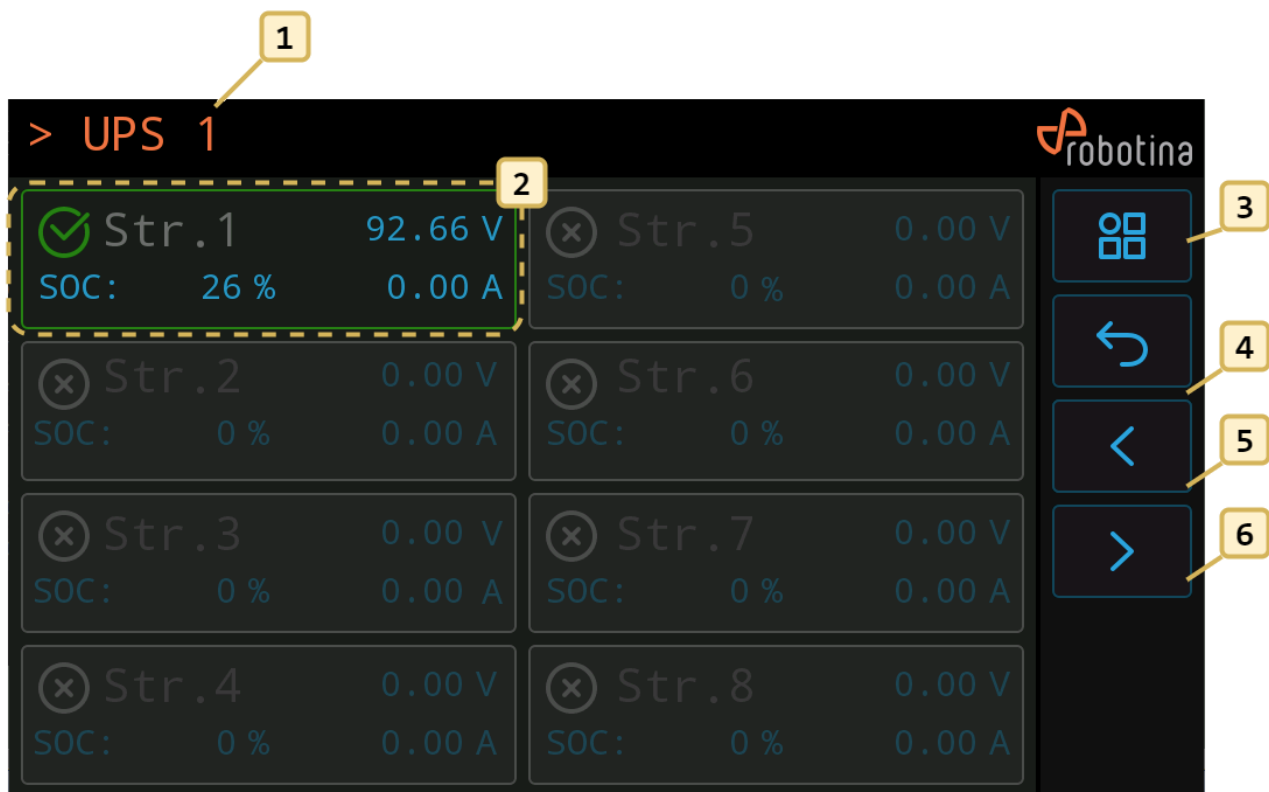 1
> UPS 1
robotina
2
Str.1 92.66 V
SOC: 26 % 0.00 A
Str.5 0.00 V
SOC: 0 % 0.00 A
Str.2 0.00 V
SOC: 0 % 0.00 A
Str.6 0.00 V
SOC: 0 % 0.00 A
Str.3 0.00 V
SOC: 0 % 0.00 A
Str.7 0.00 V
SOC: 0 % 0.00 A
Str.4 0.00 V
SOC: 0 % 0.00 A
Str.8 0.00 V
SOC: 0 % 0.00 A
3
4
5
6